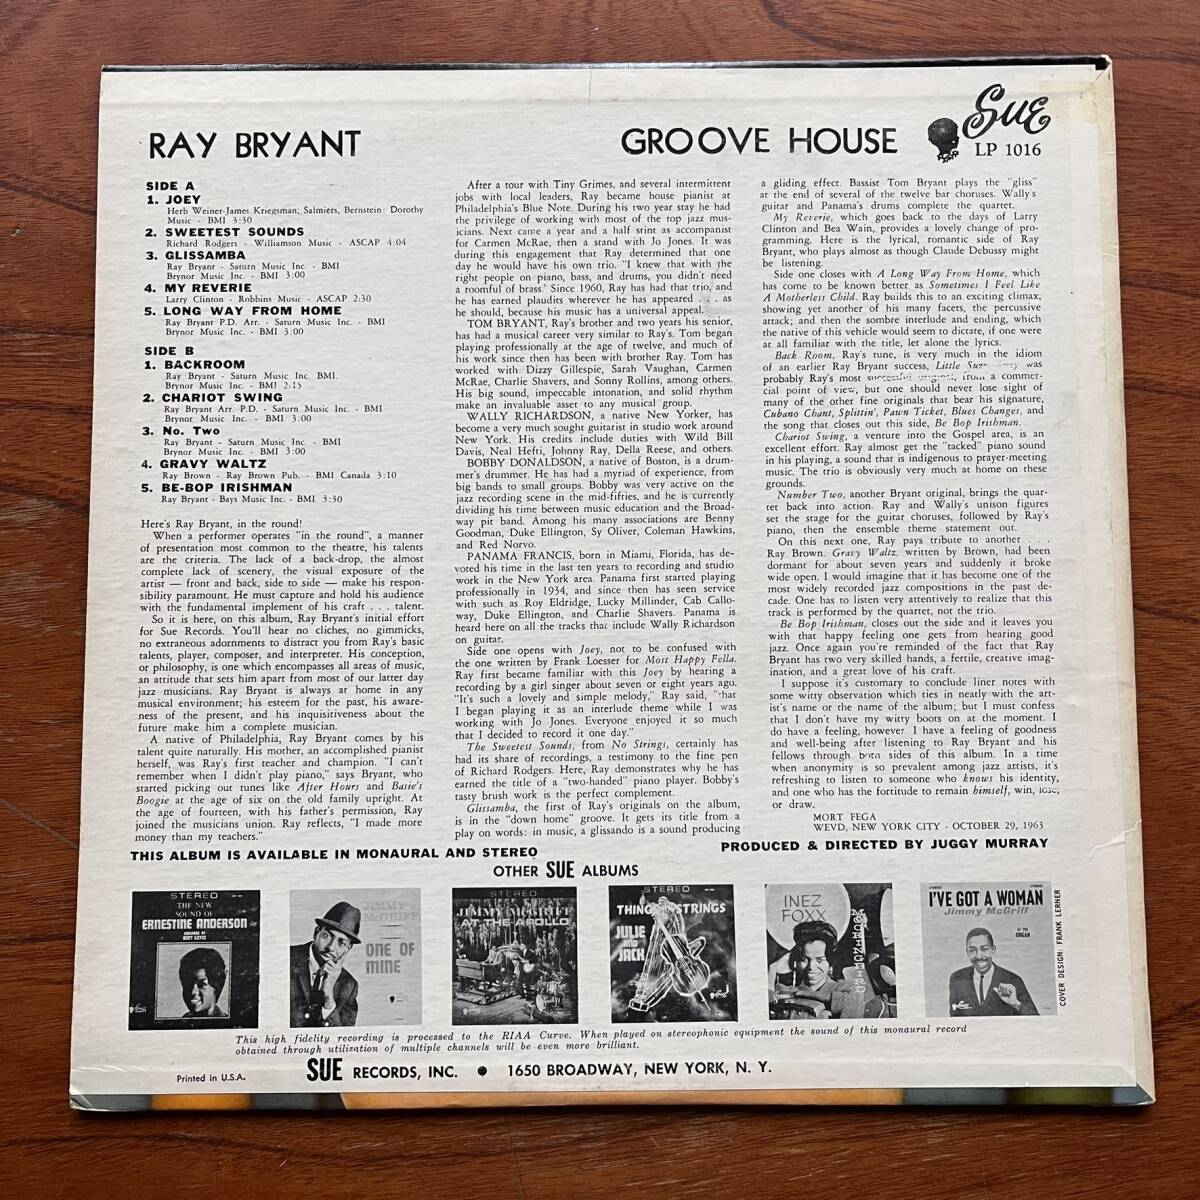 RAY BRYANT
GROOVE HOUSE
SUE
LP 1016
SIDE A
1. JOEY
Herb Weiner-James Kriegsman, Salmiers, Bernstein: Dorothy
Music - BMI 3:30
2. SWEETEST SOUNDS
Richard Rodgers - Williamson Music - ASCAP 4:04
3. GLISSAMBA
Ray Bryant - Saturn Music Inc. - BMI
Brynor Music Inc. - BMI 3:00
4. MY REVERIE
Larry Clinton - Robbins Music - ASCAP 2:30
5. LONG WAY FROM HOME
Ray Bryant P.D. Arr. - Saturn Music Inc. - BMI
Brynor Music Inc. - BMI 3:00
SIDE B
1. BACKROOM
Ray Bryant - Saturn Music Inc. BMI.
Brynor Music Inc. - BMI 2:15
2. CHARIOT SWING
Ray Bryant Arr. P.D. - Saturn Music Inc. - BMI
Brynor Music Inc. - BMI 3:00
3. No. Two
Ray Bryant - Saturn Music Inc. - BMI
Brynor Music Inc. - BMI 3:00
4. GRAVY WALTZ
Ray Brown - Ray Brown Pub. - BMI Canada 3:10
5. BE-BOP IRISHMAN
Ray Bryant - Bays Music Inc. - BMI 3:30
Here's Ray Bryant, in the round!
When a performer operates "in the round", a manner
of presentation most common to the theatre, his talents
are the criteria. The lack of a back-drop, the almost
complete lack of scenery, the visual exposure of the
artist — front and back, side to side — make his respon-
sibility paramount. He must capture and hold his audience
with the fundamental implement of his craft . . . talent.
So it is here, on this album, Ray Bryant's initial effort
for Sue Records. You'll hear no cliches, no gimmicks,
no extraneous adornments to distract you from Ray's basic
talents, player, composer, and interpreter. His conception,
or philosophy, is one which encompasses all areas of music,
an attitude that sets him apart from most of our latter day
jazz musicians. Ray Bryant is always at home in any
musical environment; his esteem for the past, his aware-
ness of the present, and his inquisitiveness about the
future make him a complete musician.
A native of Philadelphia, Ray Bryant comes by his
talent quite naturally. His mother, an accomplished pianist
herself, was Ray's first teacher and champion. "I can't
remember when I didn't play piano," says Bryant, who
started picking out tunes like After Hours and Basie's
Boogie at the age of six on the old family upright. At
the age of fourteen, with his father's permission, Ray
joined the musicians union. Ray reflects, "I made more
money than my teachers."
After a tour with Tiny Grimes, and several intermittent
jobs with local leaders, Ray became house pianist at
Philadelphia's Blue Note. During his two year stay he had
the privilege of working with most of the top jazz mus-
icians. Next came a year and a half stint as accompanist
for Carmen McRae, then a stand with Jo Jones. It was
during this engagement that Ray determined that one
day he would have his own trio. "I knew that with the
right people on piano, bass, and drums, you didn't need
a roomful of brass." Since 1960, Ray has had that trio, and
he has earned plaudits wherever he has appeared . . . as
he should, because his music has a universal appeal.
TOM BRYANT, Ray's brother and two years his senior,
has had a musical career very similar to Ray's. Tom began
playing professionally at the age of twelve, and much of
his work since then has been with brother Ray. Tom has
worked with Dizzy Gillespie, Sarah Vaughan, Carmen
McRae, Charlie Shavers, and Sonny Rollins, among others.
His big sound, impeccable intonation, and solid rhythm
make an invaluable asset to any musical group.
WALLY RICHARDSON, a native New Yorker, has
become a very much sought guitarist in studio work around
New York. His credits include duties with Wild Bill
Davis, Neal Hefti, Johnny Ray, Della Reese, and others.
BOBBY DONALDSON, a native of Boston, is a drum-
mer's drummer. He has had a myriad of experience, from
big bands to small groups. Bobby was very active on the
jazz recording scene in the mid-fifties, and he is currently
dividing his time between music education and the Broad-
way pit band. Among his many associations are Benny
Goodman, Duke Ellington, Sy Oliver, Coleman Hawkins,
and Red Norvo.
PANAMA FRANCIS, born in Miami, Florida, has de-
voted his time in the last ten years to recording and studio
work in the New York area. Panama first started playing
professionally in 1934, and since then has seen service
with such as Roy Eldridge, Lucky Millinder, Cab Callo-
way, Duke Ellington, and Charlie Shavers. Panama is
heard here on all the tracks that include Wally Richardson
on guitar.
Side one opens with Joey, not to be confused with
the one written by Frank Loesser for Most Happy Fella.
Ray first became familiar with this Joey by hearing a
recording by a girl singer about seven or eight years ago.
"It's such a lovely and simple melody," Ray said, "that
I began playing it as an interlude theme while I was
working with Jo Jones. Everyone enjoyed it so much
that I decided to record it one day."
The Sweetest Sounds, from No Strings, certainly has
had its share of recordings, a testimony to the fine pen
of Richard Rodgers. Here, Ray demonstrates why he has
earned the title of a "two-handed" piano player. Bobby's
tasty brush work is the perfect complement.
Glissamba, the first of Ray's originals on the album,
is in the "down home" groove. It gets its title from a
play on words: in music, a glissando is a sound producing
a gliding effect. Bassist Tom Bryant plays the "gliss"
at the end of several of the twelve bar choruses. Wally's
guitar and Panama's drums complete the quartet.
My Reverie, which goes back to the days of Larry
Clinton and Bea Wain, provides a lovely change of pro-
gramming. Here is the lyrical, romantic side of Ray
Bryant, who plays almost as though Claude Debussy might
be listening.
Side one closes with A Long Way From Home, which
has come to be known better as Sometimes I Feel Like
A Motherless Child. Ray builds this to an exciting climax,
showing yet another of his many facets, the percussive
attack; and then the sombre interlude and ending, which
the native of this vehicle would seem to dictate, if one were
at all familiar with the title, let alone the lyrics.
Back Room, Ray's tune, is very much in the idiom
of an earlier Ray Bryant success, Little was
probably Ray's most successful original, from a commer-
cial point of view, but one should never lose sight of
many of the other fine originals that bear his signature,
Cubano Chant, Splittin', Pawn Ticket, Blues Changes, and
the song that closes out this side, Be Bop Irishman.
Chariot Swing, a venture into the Gospel area, is an
excellent effort. Ray almost get the "tacked" piano sound
in his playing, a sound that is indigenous to prayer-meeting
music. The trio is obviously very much at home on these
grounds.
Number Two, another Bryant original, brings the quar-
tet back into action. Ray and Wally's unison figures
set the stage for the guitar choruses, followed by Ray's
piano, then the ensemble theme statement out.
On this next one, Ray pays tribute to another . . .
Ray Brown. Gravy Waltz, written by Brown, had been
dormant for about seven years and suddenly it broke
wide open. I would imagine that it has become one of the
most widely recorded jazz compositions in the past de-
cade. One has to listen very attentively to realize that this
track is performed by the quartet, not the trio.
Be Bop Irishman, closes out the side and it leaves you
with that happy feeling one gets from hearing good
jazz. Once again you're reminded of the fact that Ray
Bryant has two very skilled hands, a fertile, creative imag-
ination, and a great love of his craft.
I suppose it's customary to conclude liner notes with
some witty observation which ties in neatly with the art-
ist's name or the name of the album; but I must confess
that I don't have my witty boots on at the moment. I
do have a feeling, however. I have a feeling of goodness
and well-being after listening to Ray Bryant and his
fellows through both sides of this album. In a time
when anonymity is so prevalent among jazz artists, it's
refreshing to listen to someone who knows his identity,
and one who has the fortitude to remain himself, win, lose,
or draw.
MORT FEGA
WEVD, NEW YORK CITY - OCTOBER 29, 1963
THIS ALBUM IS AVAILABLE IN MONAURAL AND STEREO
PRODUCED & DIRECTED BY JUGGY MURRAY
OTHER SUE ALBUMS
STEREO
THE NEW
SOUND OF
ERNESTINE ANDERSON
ARRANGED BY
BERT KEYES
JIMMY
McGRIFF
ONE OF
MINE
STEREO
JIMMY McGRIFF
AT THE APOLLO
STEREO
THING STRINGS
JULIE
AND
JACK
INEZ
FOXX
MOCKINGBIRD
I'VE GOT A WOMAN
Jimmy McGriff
AT THE
ORGAN
COVER DESIGN: FRANK LERNER
This high fidelity recording is processed to the RIAA Curve. When played on stereophonic equipment the sound of this monaural record
obtained through utilization of multiple channels will be even more brilliant.
Printed in U.S.A.
SUE RECORDS, INC. ● 1650 BROADWAY, NEW YORK, N. Y.